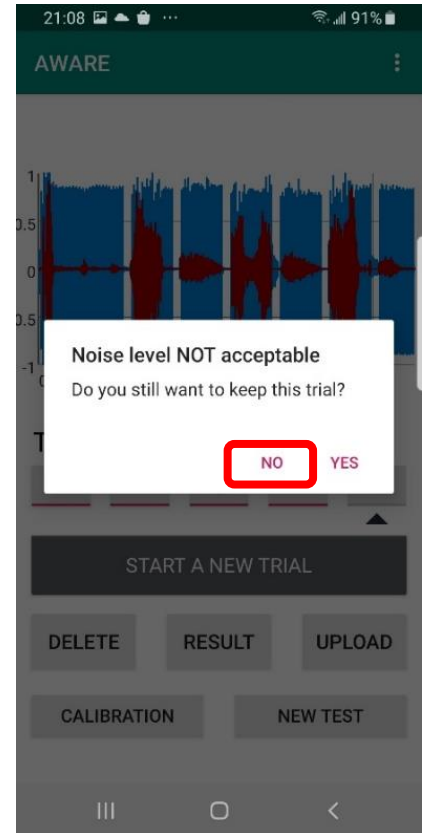 21:08 91%
AWARE
1
0.5
0
0.5
-1
Noise level NOT acceptable
Do you still want to keep this trial?
NO YES
T
START A NEW TRIAL
DELETE RESULT UPLOAD
CALIBRATION NEW TEST